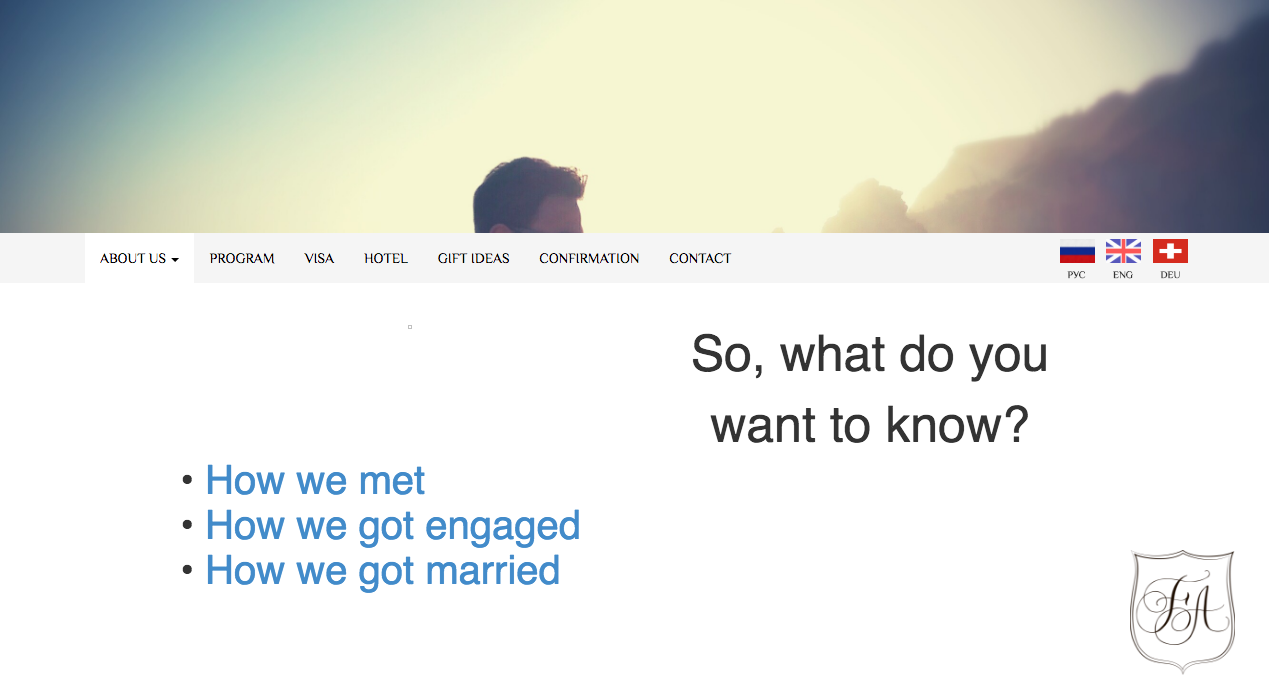 ABOUT US PROGRAM VISA HOTEL GIFT IDEAS CONFIRMATION CONTACT
РУС ENG DEU
So, what do you
want to know?
• How we met
• How we got engaged
• How we got married
FA